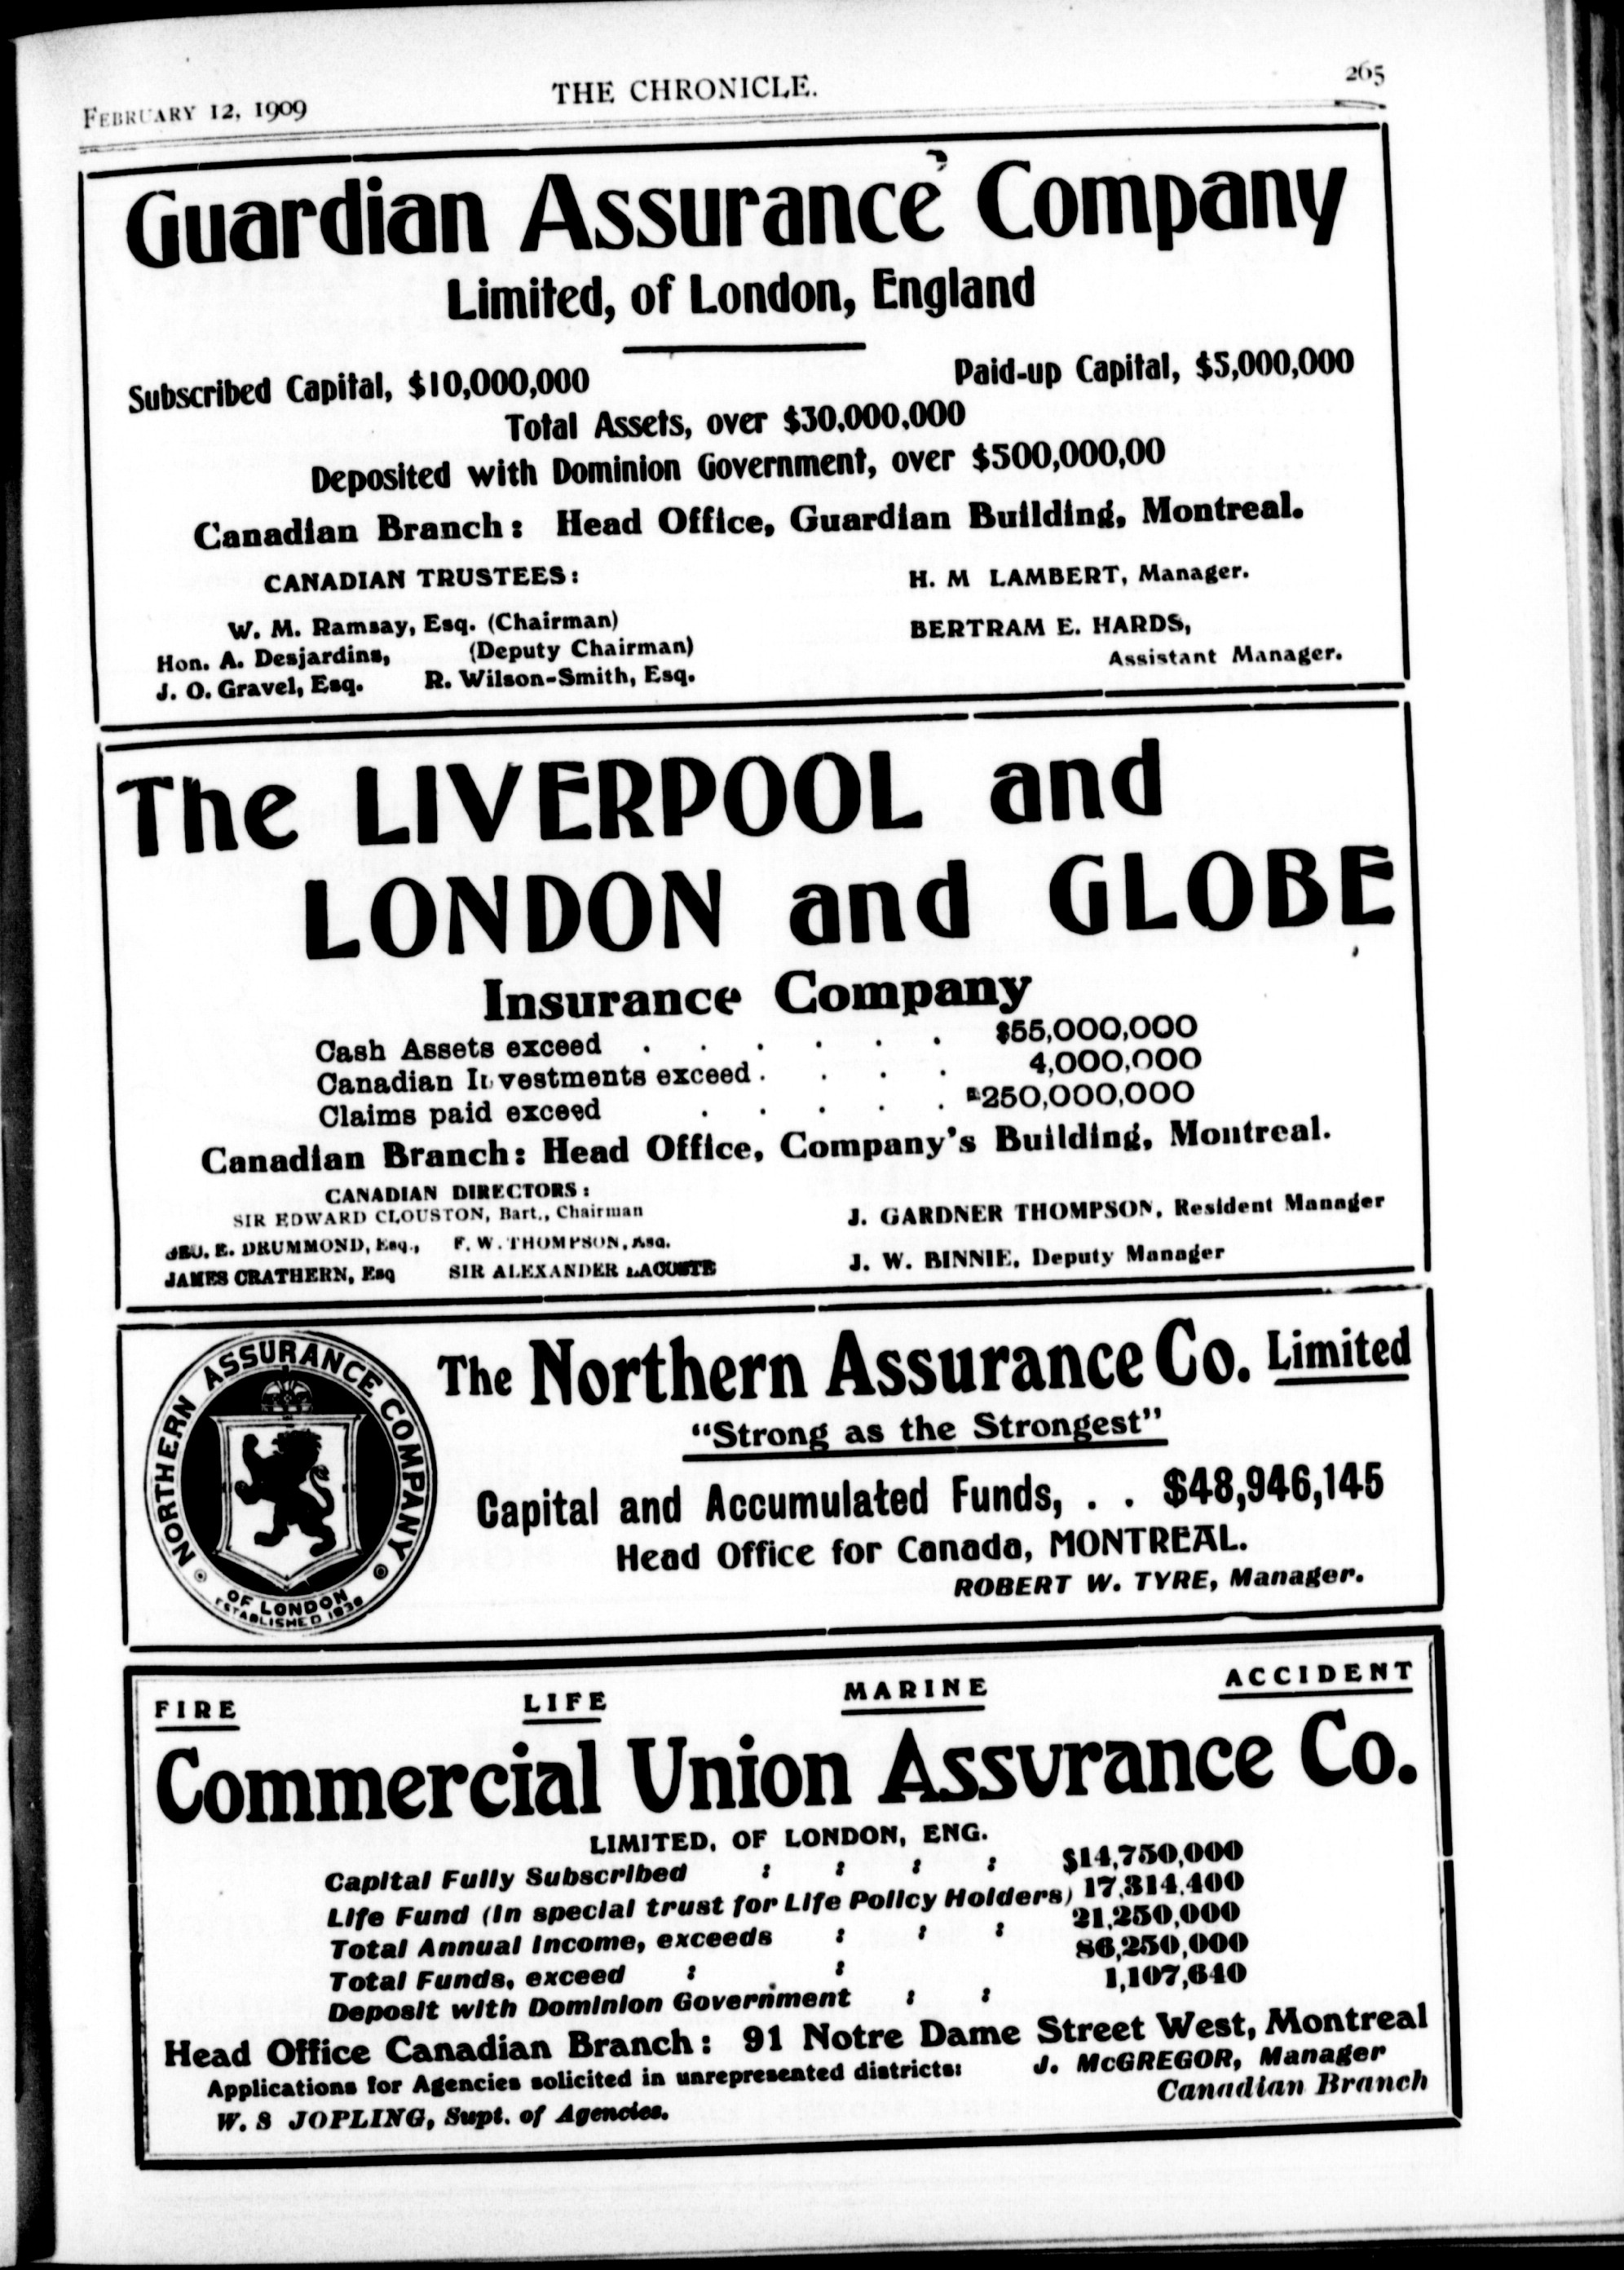 FEBRUARY 12, 1909
THE CHRONICLE.
265
Guardian Assurance Company
Limited, of London, England
Subscribed Capital, $10,000,000
Paid-up Capital, $5,000,000
Total Assets, over $30,000,000
Deposited with Dominion Government, over $500,000,00
Canadian Branch: Head Office, Guardian Building, Montreal.
CANADIAN TRUSTEES:
W. M. Ramsay, Esq. (Chairman)
Hon. A. Desjardins, (Deputy Chairman)
J. O. Gravel, Esq. R. Wilson-Smith, Esq.
H. M LAMBERT, Manager.
BERTRAM E. HARDS,
Assistant Manager.
The LIVERPOOL and
LONDON and GLOBE
Insurance Company
Cash Assets exceed . . . . . . $55,000,000
Canadian Investments exceed . . . . 4,000,000
Claims paid exceed . . . . . 250,000,000
Canadian Branch: Head Office, Company's Building, Montreal.
CANADIAN DIRECTORS:
SIR EDWARD CLOUSTON, Bart., Chairman
GEO. E. DRUMMOND, Esq., F. W. THOMPSON, Esq.
JAMES CRATHERN, Esq SIR ALEXANDER LACOSTE
J. GARDNER THOMPSON, Resident Manager
J. W. BINNIE, Deputy Manager
NORTHERN ASSURANCE COMPANY
OF LONDON
ESTABLISHED 1836
The Northern Assurance Co. Limited
"Strong as the Strongest"
Capital and Accumulated Funds, . . $48,946,145
Head Office for Canada, MONTREAL.
ROBERT W. TYRE, Manager.
FIRE LIFE MARINE ACCIDENT
Commercial Union Assurance Co.
LIMITED, OF LONDON, ENG.
Capital Fully Subscribed : : : : $14,750,000
Life Fund (In special trust for Life Policy Holders) 17,314,400
Total Annual Income, exceeds : : : 21,250,000
Total Funds, exceed : : 86,250,000
Deposit with Dominion Government : : 1,107,640
Head Office Canadian Branch: 91 Notre Dame Street West, Montreal
Applications for Agencies solicited in unrepresented districts:
W. S JOPLING, Supt. of Agencies.
J. McGREGOR, Manager
Canadian Branch